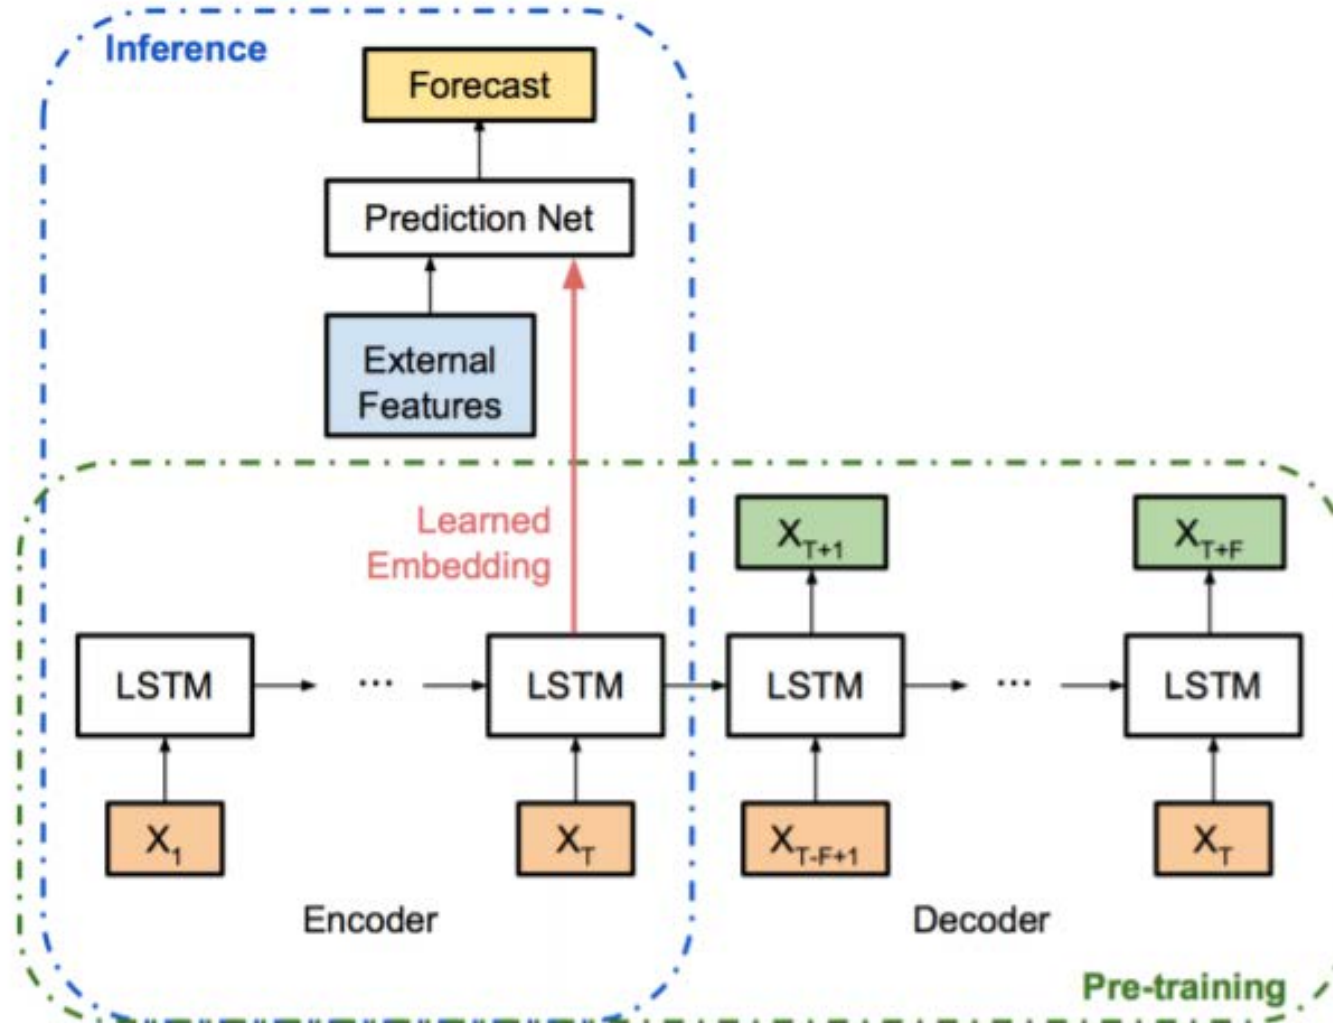 Inference
Forecast
Prediction Net
External
Features
Learned
Embedding
X_{T+1}
X_{T+F}
LSTM
...
LSTM
LSTM
...
LSTM
X_1
X_T
X_{T-F+1}
X_T
Encoder
Decoder
Pre-training